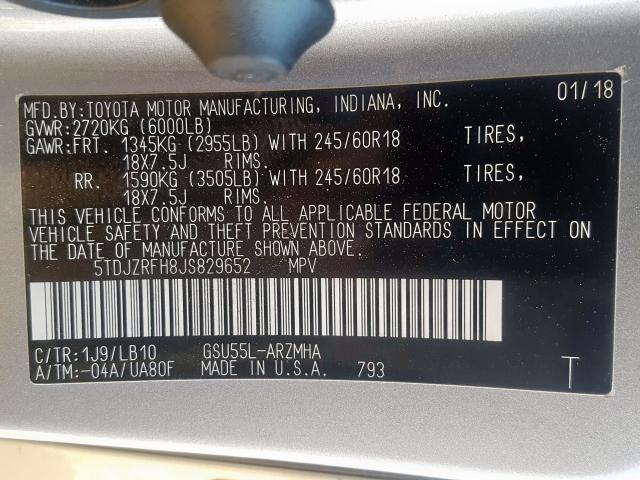 MFD.BY:TOYOTA MOTOR MANUFACTURING, INDIANA, INC. 01/18
GVWR:2720KG (6000LB)
GAWR:FRT. 1345KG (2955LB) WITH 245/60R18 TIRES,
18X7.5J RIMS.
RR. 1590KG (3505LB) WITH 245/60R18 TIRES,
18X7.5J RIMS.
THIS VEHICLE CONFORMS TO ALL APPLICABLE FEDERAL MOTOR
VEHICLE SAFETY AND THEFT PREVENTION STANDARDS IN EFFECT ON
THE DATE OF MANUFACTURE SHOWN ABOVE.
5TDJZRFH8JS829652 MPV
C/TR:1J9/LB10 GSU55L-ARZMHA
A/TM:-04A/UA80F MADE IN U.S.A. 793 T